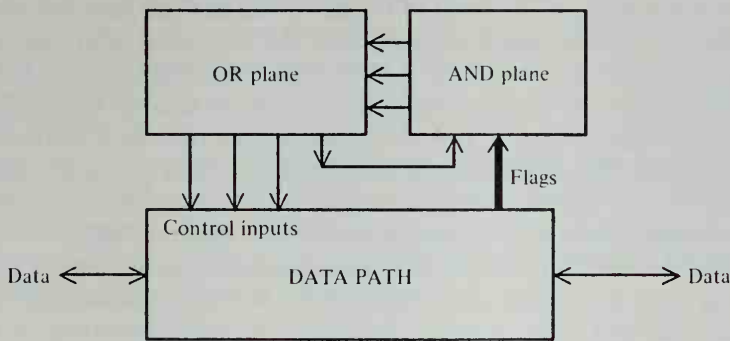 OR plane
AND plane
Flags
Control inputs
Data
DATA PATH
Data